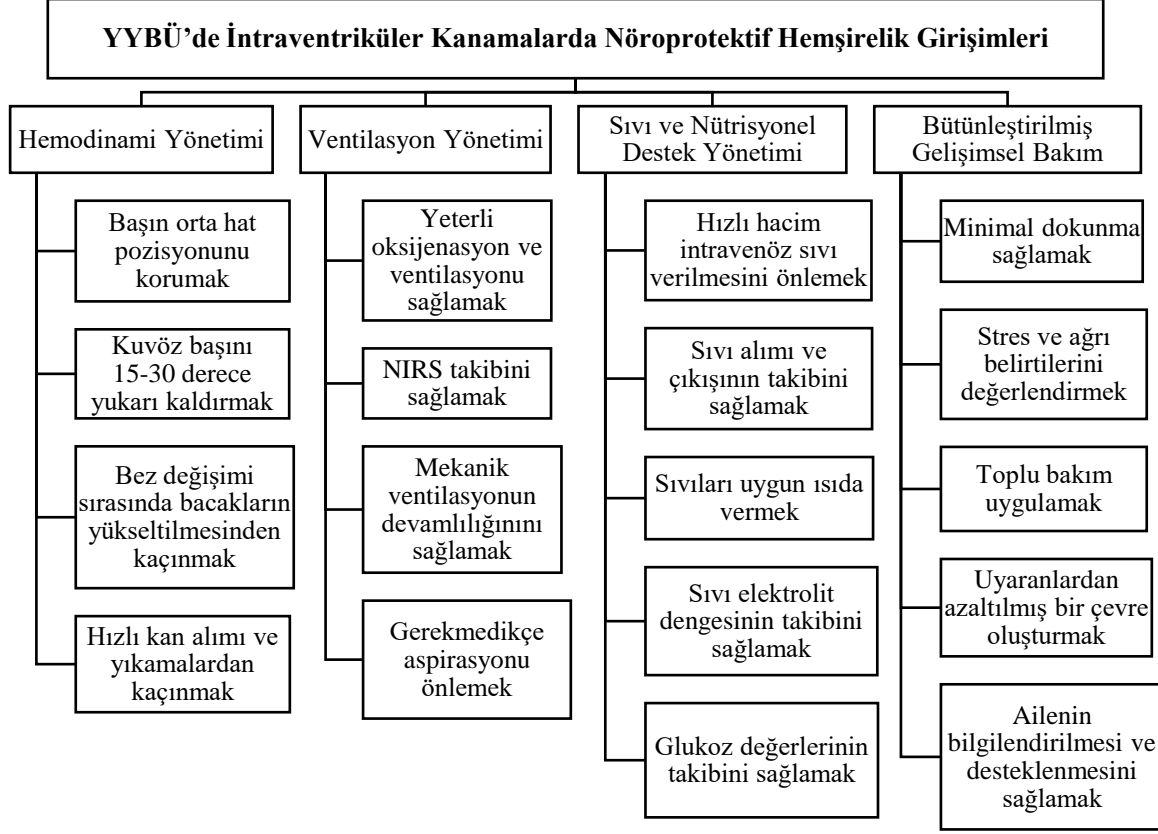 YYBÜ’de İntraventriküler Kanamalarda Nöroprotektif Hemşirelik Girişimleri
Hemodinami Yönetimi
Başın orta hat
pozisyonunu
korumak
Kuvöz başını
15-30 derece
yukarı kaldırmak
Bez değişimi
sırasında bacakların
yükseltilmesinden
kaçınmak
Hızlı kan alımı ve
yıkamalardan
kaçınmak
Ventilasyon Yönetimi
Yeterli
oksijenasyon ve
ventilasyonu
sağlamak
NIRS takibini
sağlamak
Mekanik
ventilasyonun
devamlılığınını
sağlamak
Gerekmedikçe
aspirasyonu
önlemek
Sıvı ve Nütrisyonel
Destek Yönetimi
Hızlı hacim
intravenöz sıvı
verilmesini önlemek
Sıvı alımı ve
çıkışının takibini
sağlamak
Sıvıları uygun ısıda
vermek
Sıvı elektrolit
dengesinin takibini
sağlamak
Glukoz değerlerinin
takibini sağlamak
Bütünleştirilmiş
Gelişimsel Bakım
Minimal dokunma
sağlamak
Stres ve ağrı
belirtilerini
değerlendirmek
Toplu bakım
uygulamak
Uyaranlardan
azaltılmış bir çevre
oluşturmak
Ailenin
bilgilendirilmesi ve
desteklenmesini
sağlamak